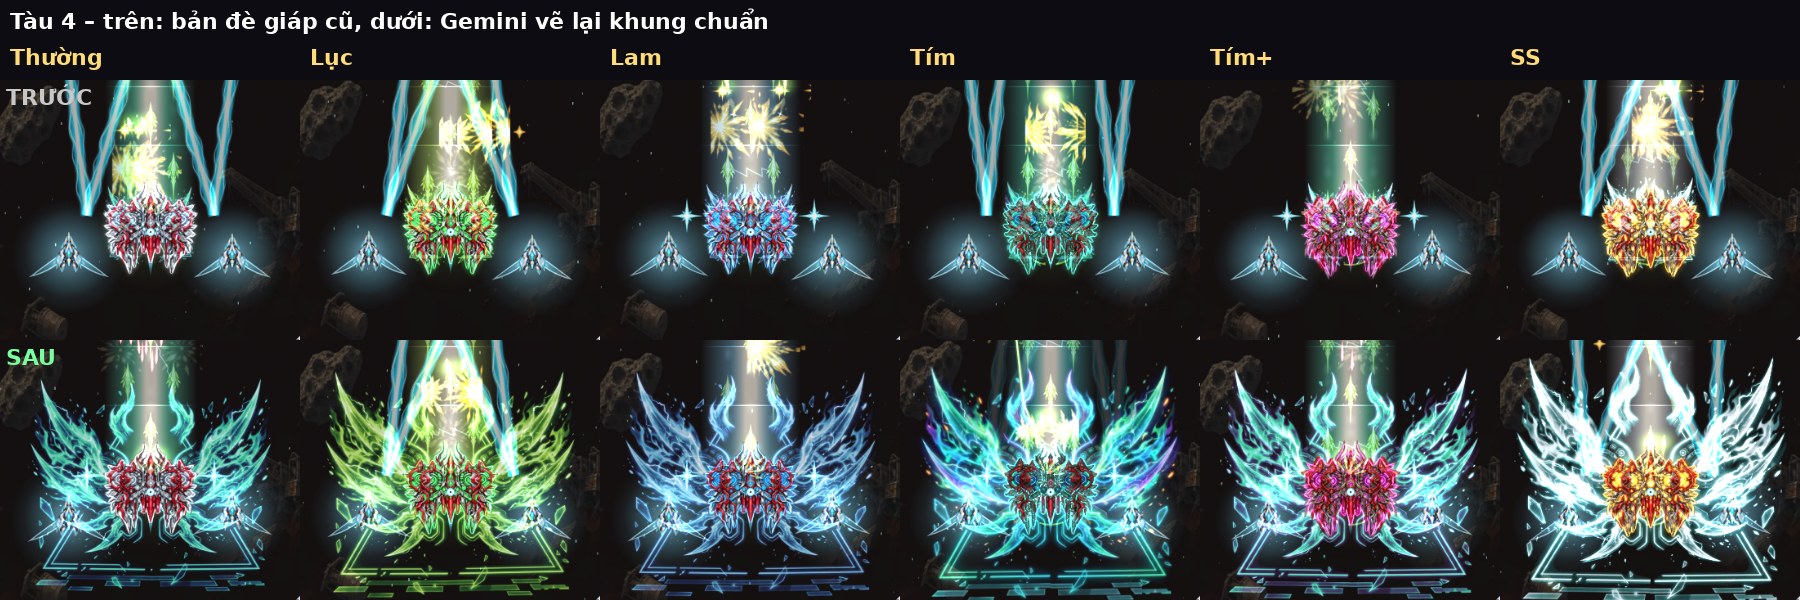 Tàu 4 – trên: bản đè giáp cũ, dưới: Gemini vẽ lại khung chuẩn
Thường Lục Lam Tím Tím+ SS
TRƯỚC
SAU